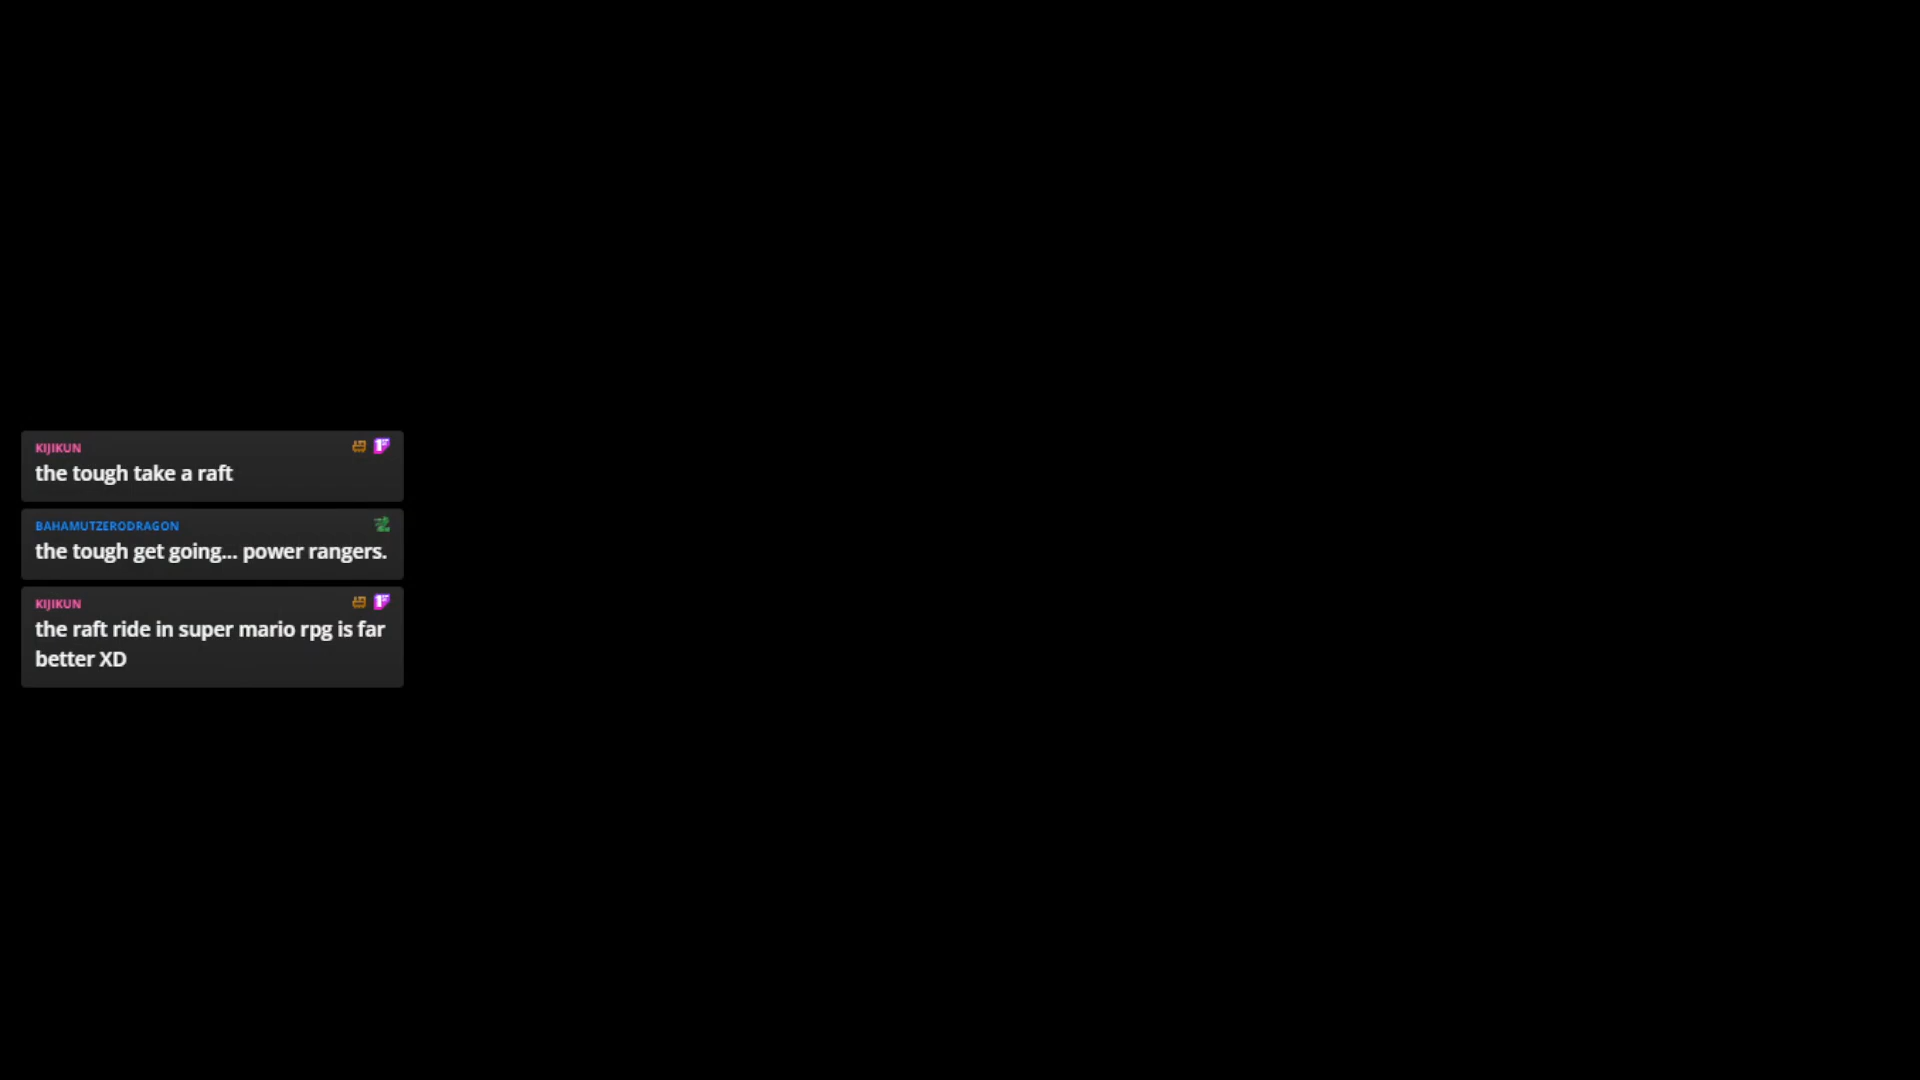 KIJIKUN
the tough take a raft
BAHAMUTZERODRAGON
the tough get going... power rangers.
KIJIKUN
the raft ride in super mario rpg is far
better XD